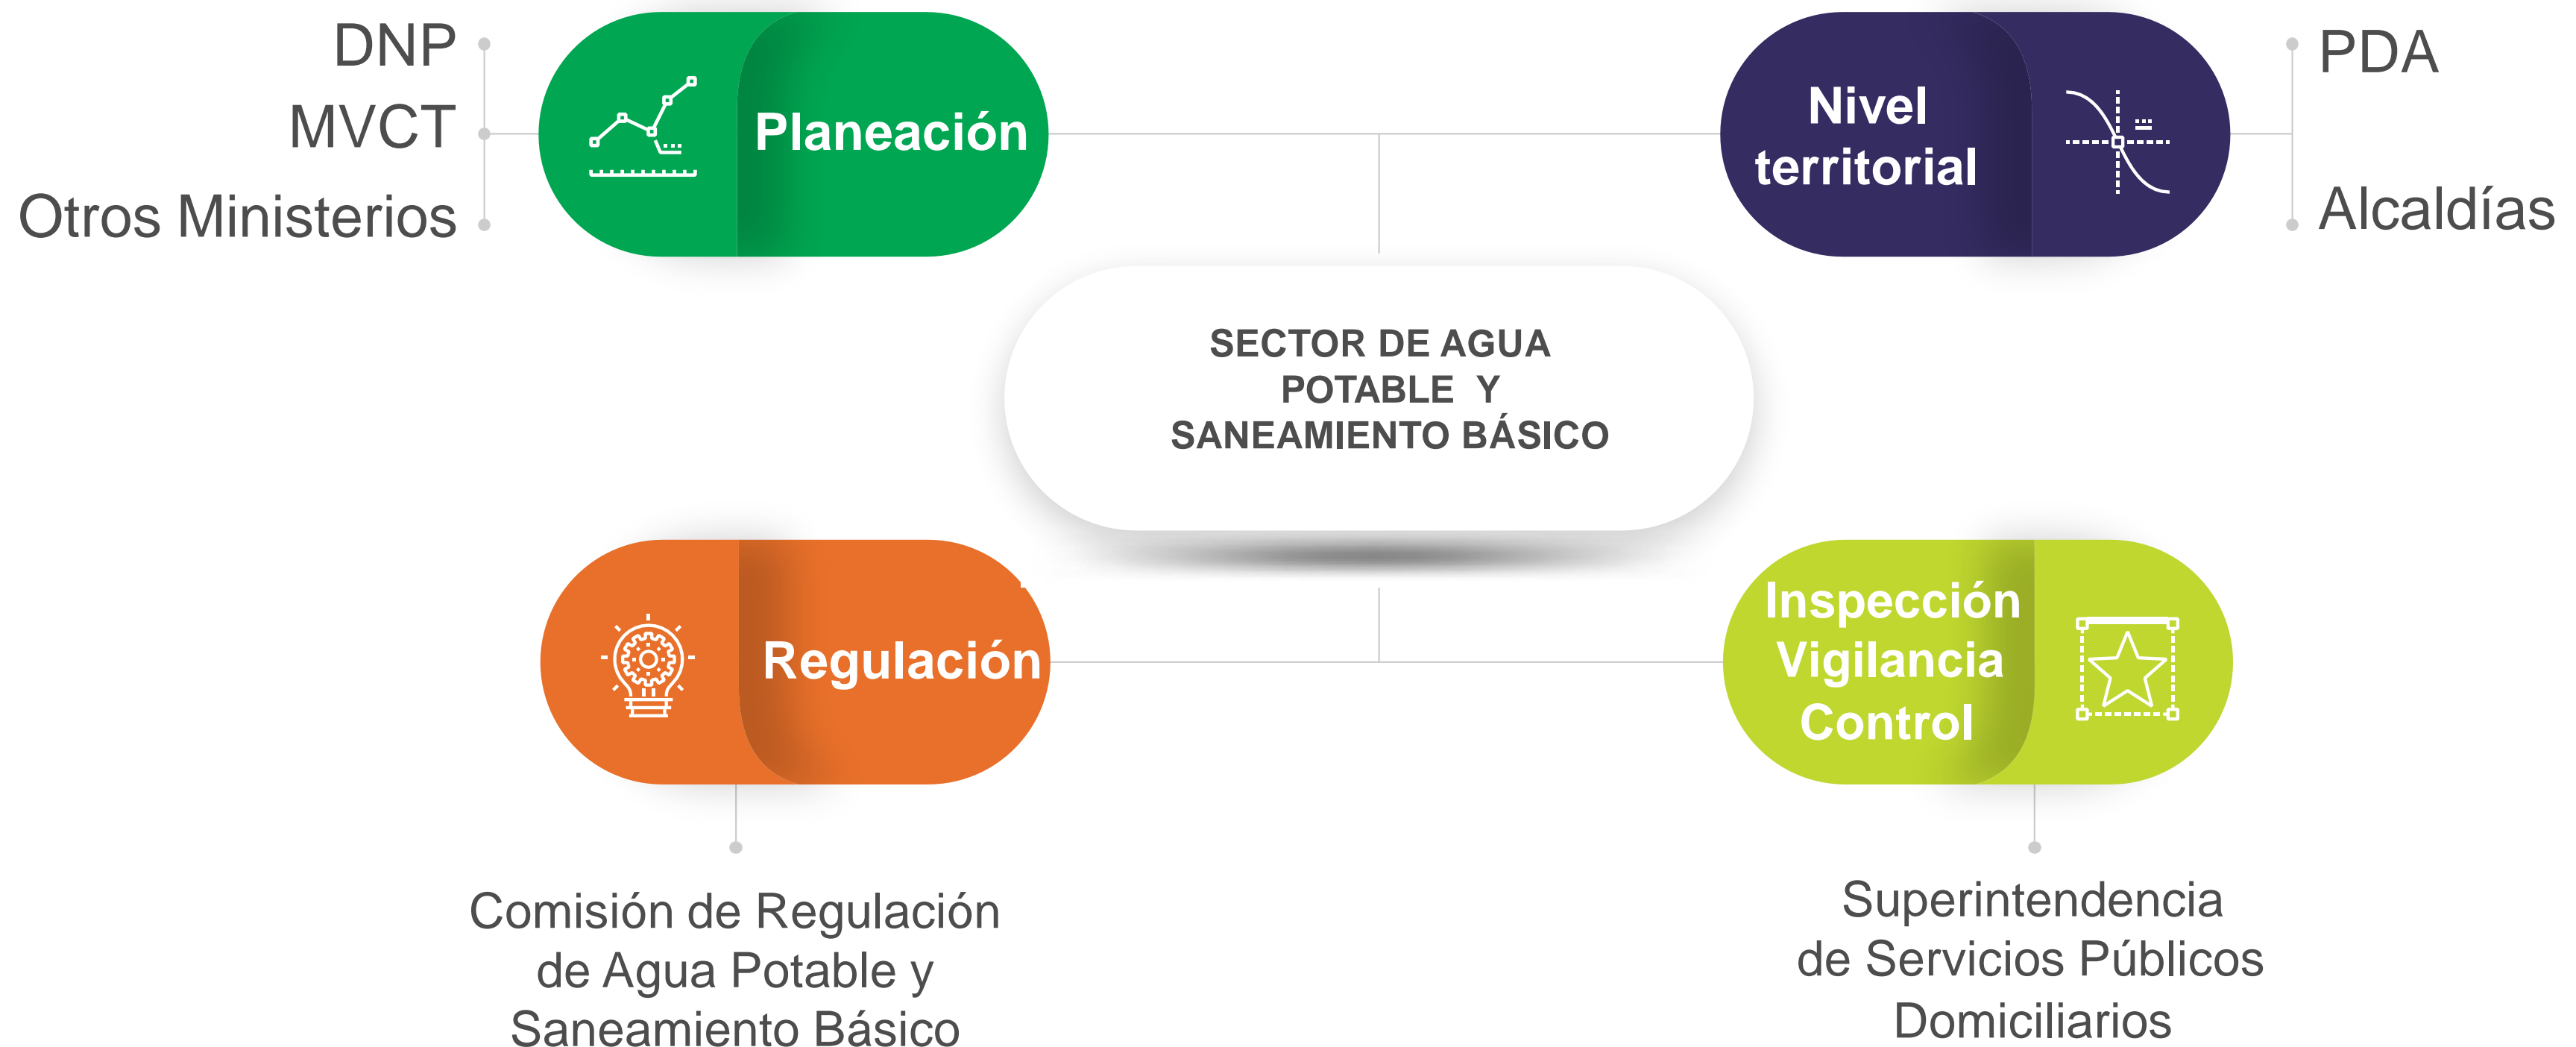 DNP
MVCT
Otros Ministerios
Planeación
Nivel
territorial
PDA
Alcaldías
SECTOR DE AGUA
POTABLE Y
SANEAMIENTO BÁSICO
Regulación
Inspección
Vigilancia
Control
Comisión de Regulación
de Agua Potable y
Saneamiento Básico
Superintendencia
de Servicios Públicos
Domiciliarios